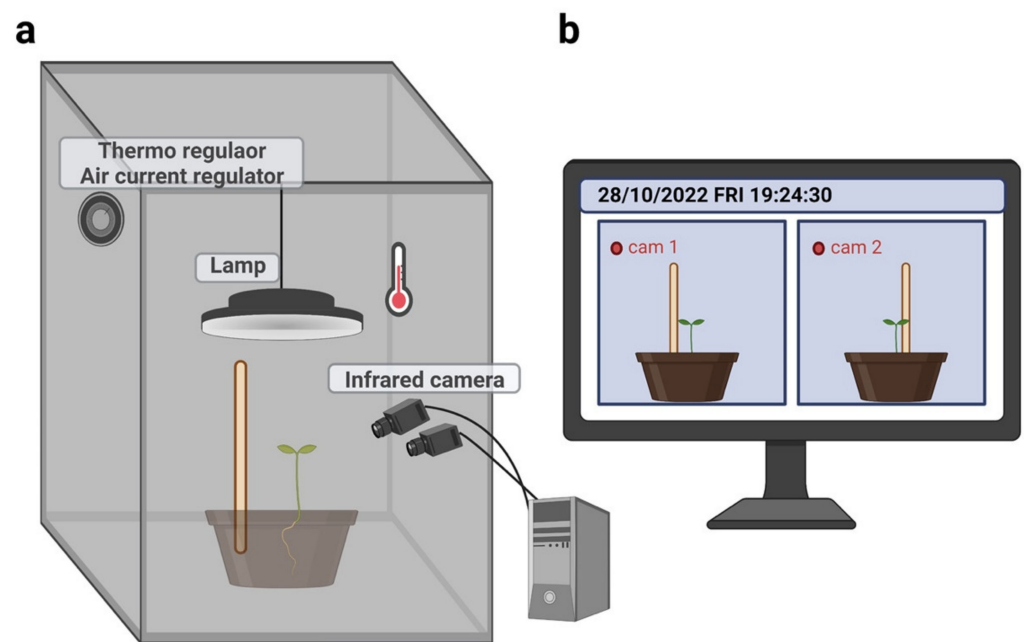 a
Thermo regulaor
Air current regulator
Lamp
Infrared camera
b
28/10/2022 FRI 19:24:30
cam 1
cam 2